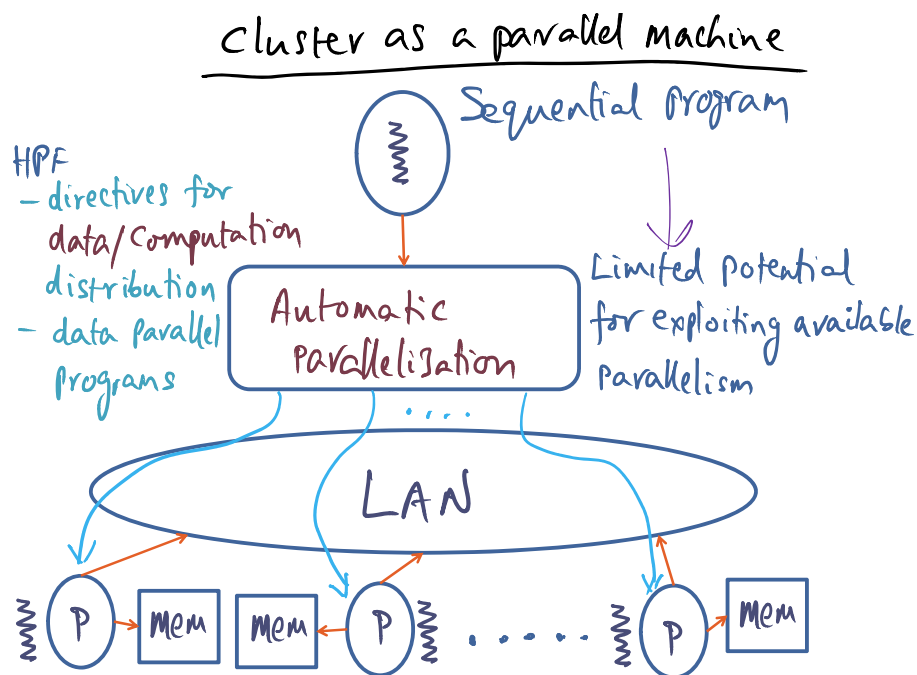 Cluster as a parallel machine
Sequential Program
HPF
- directives for
data/Computation
distribution
- data parallel
programs
Automatic
parallelization
Limited potential
for exploiting available
parallelism
....
LAN
P
Mem
Mem
P
......
P
Mem